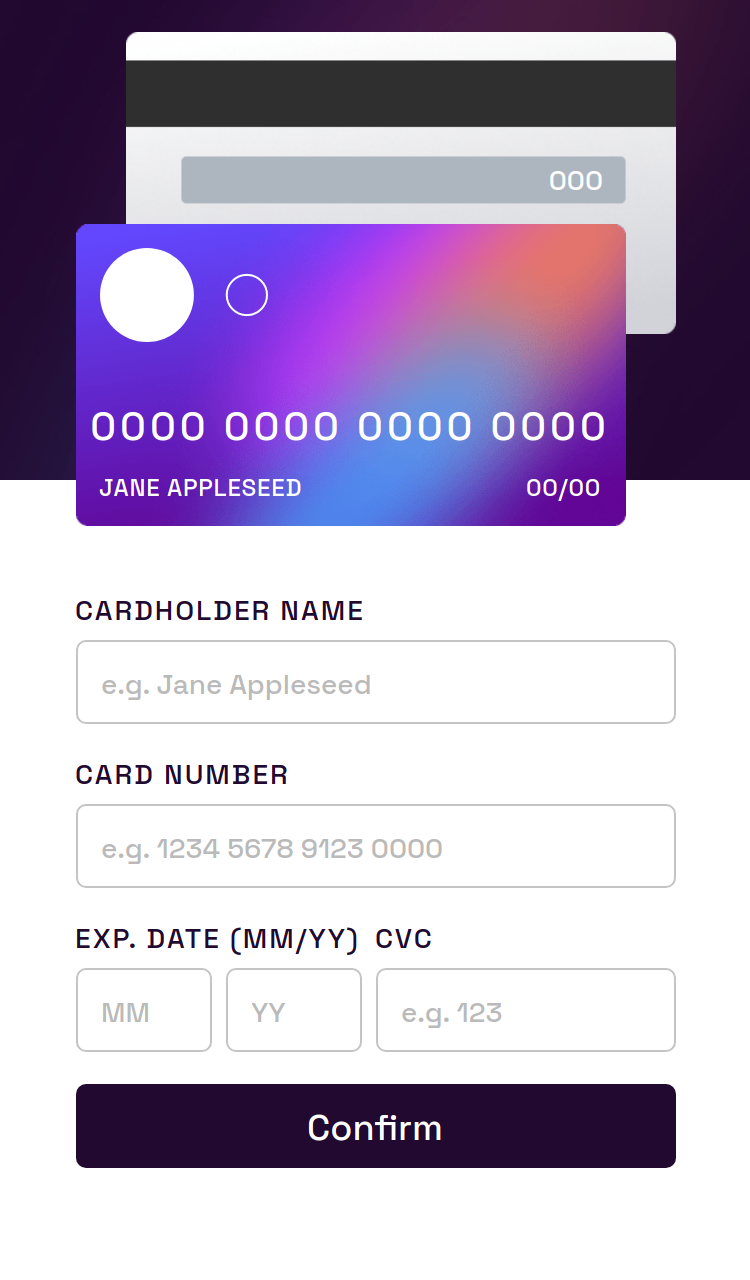 000
0000 0000 0000 0000
JANE APPLESEED 00/00
CARDHOLDER NAME
e.g. Jane Appleseed
CARD NUMBER
e.g. 1234 5678 9123 0000
EXP. DATE (MM/YY) CVC
MM YY e.g. 123
Confirm